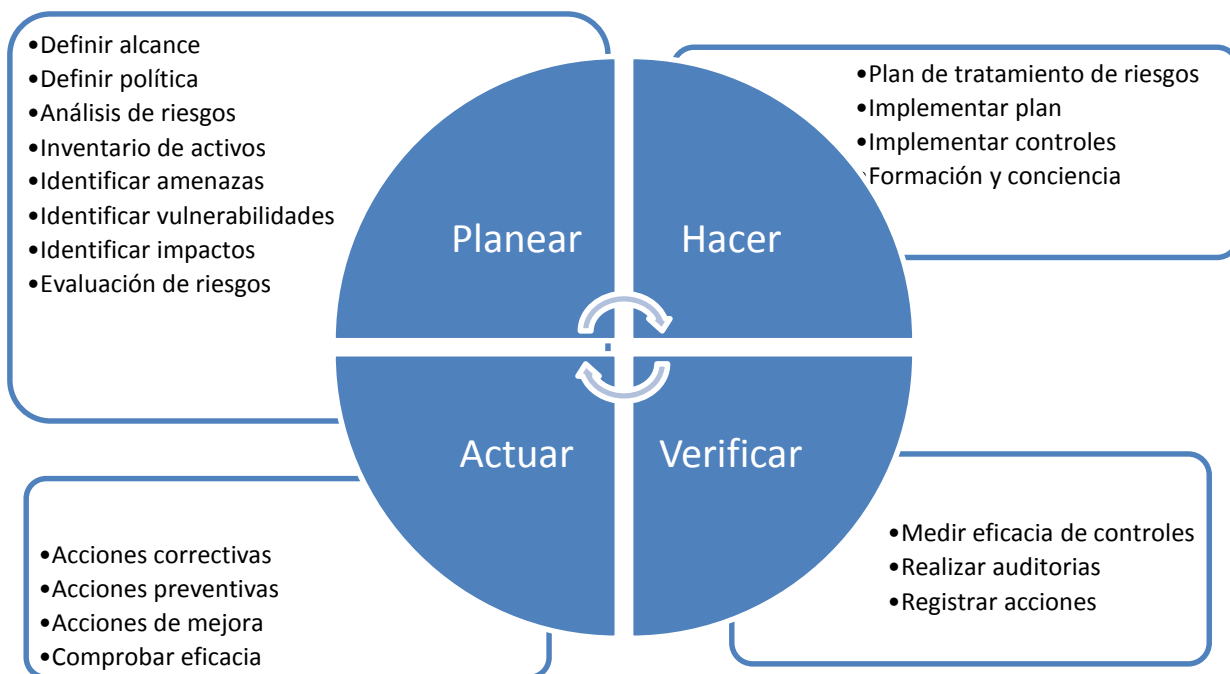 •Definir alcance
•Definir política
•Análisis de riesgos
•Inventario de activos
•Identificar amenazas
•Identificar vulnerabilidades
•Identificar impactos
•Evaluación de riesgos
•Plan de tratamiento de riesgos
•Implementar plan
•Implementar controles
•Formación y conciencia
Planear
Hacer
Actuar
Verificar
•Acciones correctivas
•Acciones preventivas
•Acciones de mejora
•Comprobar eficacia
•Medir eficacia de controles
•Realizar auditorias
•Registrar acciones